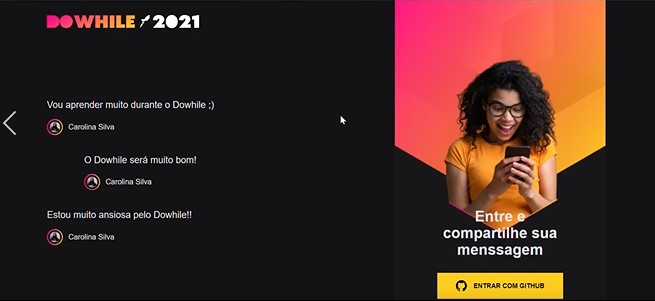 DOWHILE 2021
Vou aprender muito durante o Dowhile ;)
Carolina Silva
O Dowhile será muito bom!
Carolina Silva
Estou muito ansiosa pelo Dowhile!!
Carolina Silva
Entre e
compartilhe sua
menssagem
ENTRAR COM GITHUB